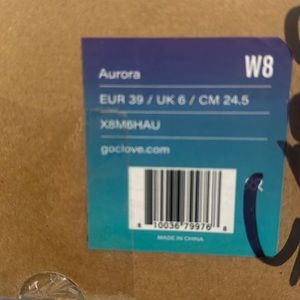 Aurora
W8
EUR 39 / UK 6 / CM 24.5
X8M6HAU
goclove.com
8 10036 79976 8
MADE IN CHINA